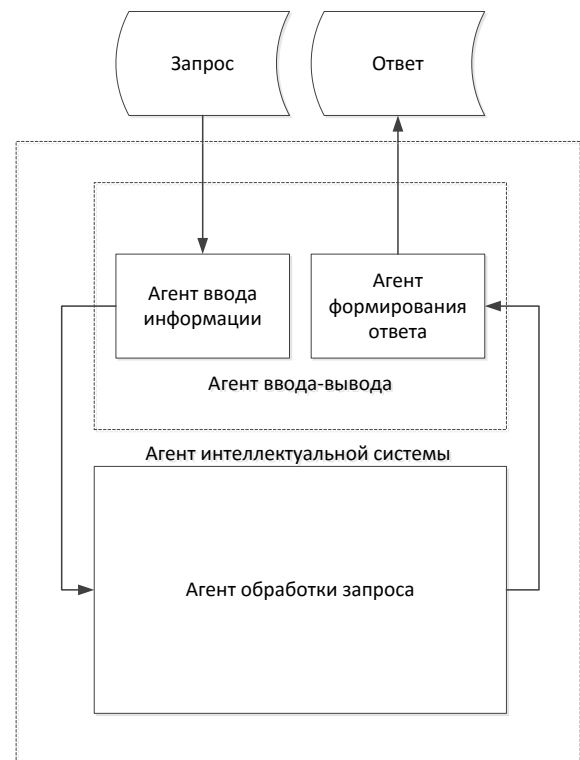 Запрос
Ответ
Агент ввода
информации
Агент
формирования
ответа
Агент ввода-вывода
Агент интеллектуальной системы
Агент обработки запроса